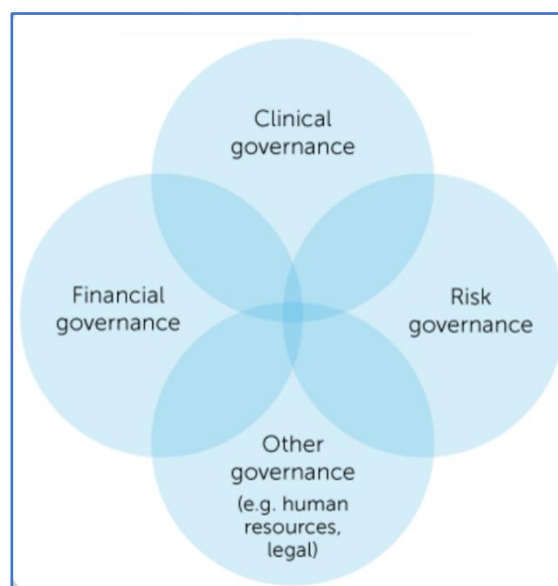 Clinical
governance
Financial
governance
Risk
governance
Other
governance
(e.g. human
resources,
legal)